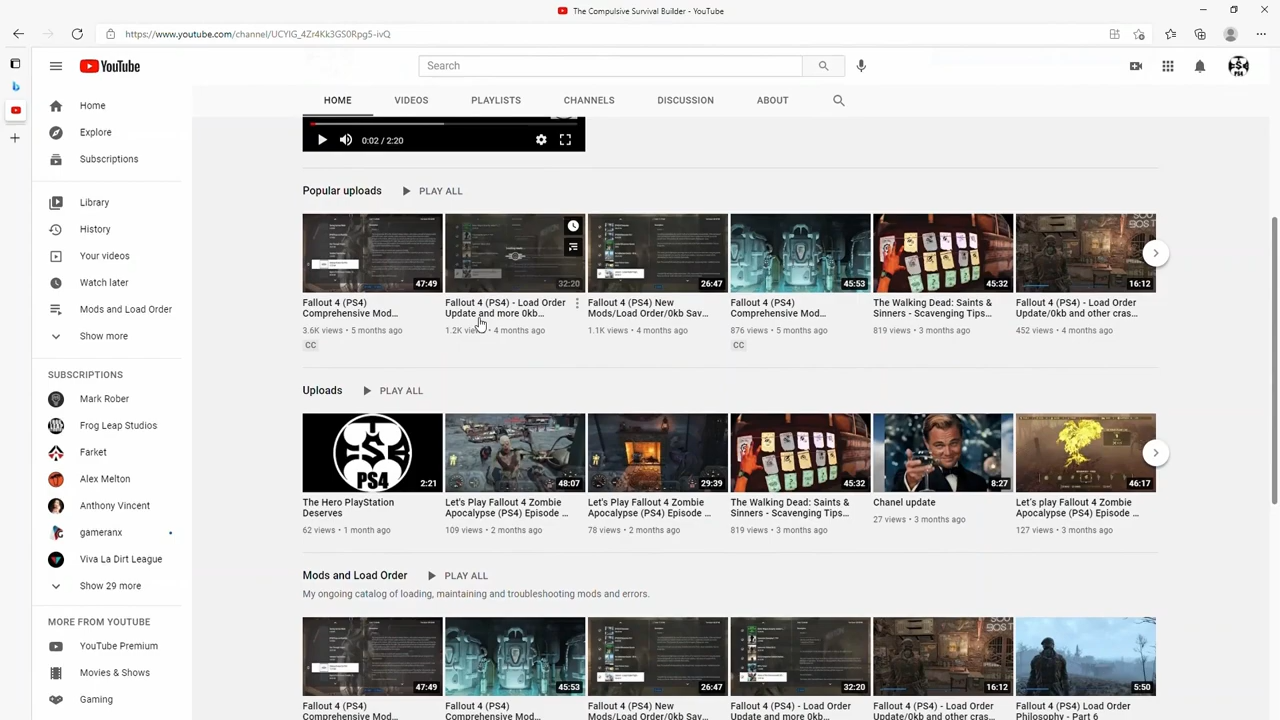 The Compulsive Survival Builder - YouTube
https://www.youtube.com/channel/UCYIG_4Zr4Kk3GS0Rpg5-ivQ
YouTube
Search
PS4
Home
Explore
Subscriptions
Library
History
Your videos
Watch later
Mods and Load Order
Show more
SUBSCRIPTIONS
Mark Rober
Frog Leap Studios
Farket
Alex Melton
Anthony Vincent
gameranx
Viva La Dirt League
Show 29 more
MORE FROM YOUTUBE
YouTube Premium
Movies & Shows
Gaming
HOME VIDEOS PLAYLISTS CHANNELS DISCUSSION ABOUT
0:02 / 2:20
Popular uploads PLAY ALL
47:49
32:20
26:47
45:53
45:32
16:12
Fallout 4 (PS4)
Comprehensive Mod...
3.6K views • 5 months ago
CC
Fallout 4 (PS4) - Load Order
Update and more 0kb...
1.2K • 4 months ago
Fallout 4 (PS4) New
Mods/Load Order/0kb Sav...
1.1K views • 4 months ago
Fallout 4 (PS4)
Comprehensive Mod...
876 views • 5 months ago
CC
The Walking Dead: Saints &
Sinners - Scavenging Tips...
819 views • 3 months ago
Fallout 4 (PS4) - Load Order
Update/0kb and other cras...
452 views • 4 months ago
Uploads PLAY ALL
PS4
2:21
48:07
29:39
45:32
8:27
46:17
The Hero PlayStation
Deserves
62 views • 1 month ago
Let's Play Fallout 4 Zombie
Apocalypse (PS4) Episode ...
109 views • 2 months ago
Let's Play Fallout 4 Zombie
Apocalypse (PS4) Episode ...
78 views • 2 months ago
The Walking Dead: Saints &
Sinners - Scavenging Tips...
819 views • 3 months ago
Chanel update
27 views • 3 months ago
Let's play Fallout 4 Zombie
Apocalypse (PS4) Episode ...
127 views • 3 months ago
Mods and Load Order PLAY ALL
My ongoing catalog of loading, maintaining and troubleshooting mods and errors.
47:49
45:53
26:47
32:20
16:12
5:50
Fallout 4 (PS4)
Comprehensive Mod...
Fallout 4 (PS4)
Comprehensive Mod...
Fallout 4 (PS4) New
Mods/Load Order/0kb Sav...
Fallout 4 (PS4) - Load Order
Update and more 0kb...
Fallout 4 (PS4) - Load Order
Update/0kb and other cras...
Fallout 4 (PS4) Load Order
Philosophy - Part 6